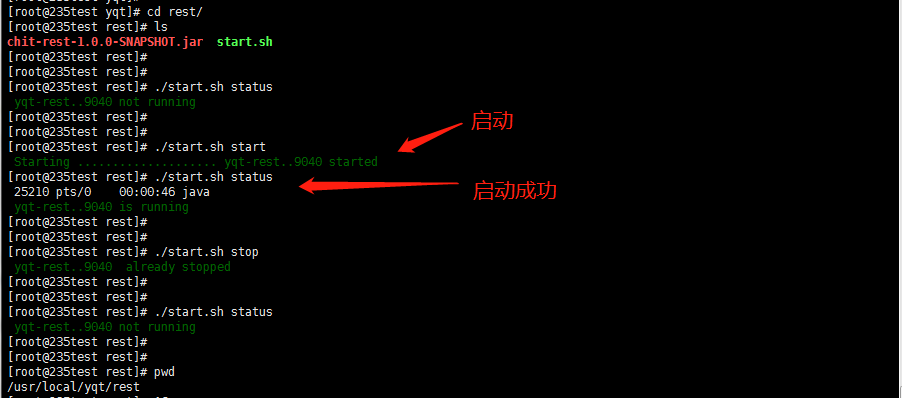 [root@235test yqt]#
[root@235test yqt]# cd rest/
[root@235test rest]# ls
chit-rest-1.0.0-SNAPSHOT.jar  start.sh
[root@235test rest]#
[root@235test rest]#
[root@235test rest]# ./start.sh status
 yqt-rest..9040 not running
[root@235test rest]#
[root@235test rest]#
启动
[root@235test rest]# ./start.sh start
 Starting .................... yqt-rest..9040 started
[root@235test rest]# ./start.sh status
 25210 pts/0    00:00:46 java
启动成功
 yqt-rest..9040 is running
[root@235test rest]#
[root@235test rest]#
[root@235test rest]# ./start.sh stop
 yqt-rest..9040  already stopped
[root@235test rest]#
[root@235test rest]#
[root@235test rest]# ./start.sh status
 yqt-rest..9040 not running
[root@235test rest]#
[root@235test rest]#
[root@235test rest]# pwd
/usr/local/yqt/rest